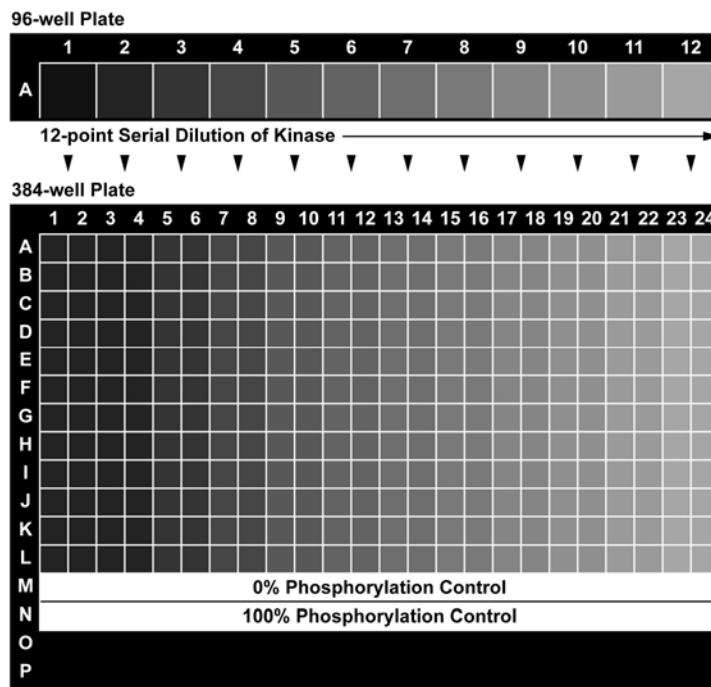 96-well Plate
1 2 3 4 5 6 7 8 9 10 11 12
A
12-point Serial Dilution of Kinase
384-well Plate
1 2 3 4 5 6 7 8 9 10 11 12 13 14 15 16 17 18 19 20 21 22 23 24
A
B
C
D
E
F
G
H
I
J
K
L
M 0% Phosphorylation Control
N 100% Phosphorylation Control
O
P